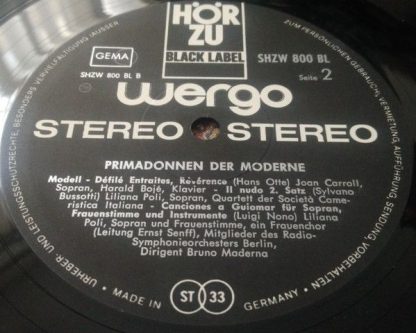 HÖR
ZU
BLACK LABEL
GEMA
SHZW 800 BL B
SHZW 800 BL
Seite 2
wergo
STEREO STEREO
PRIMADONNEN DER MODERNE
Modell - Défilé Entraites, Révérence (Hans Otte) Joan Carroll,
Sopran, Harald Bojé, Klavier - Il nudo 2. Satz (Sylvano
Bussotti) Liliana Poli, Sopran, Quartett der Società Came-
ristica Italiana - Canciones a Guiomar für Sopran,
Frauenstimme und Instrumente (Luigi Nono) Liliana
Poli, Sopran und Frauenstimme, ein Frauenchor
(Leitung Ernst Senff), Mitglieder des Radio-
Symphonieorchesters Berlin,
Dirigent Bruno Maderna
MADE IN ST 33 GERMANY
URHEBER UND LEISTUNGSSCHUTZRECHTE, BESONDERS VERVIELFÄLTIGUNG (AUSSER
ZUM PERSÖNLICHEN GEBRAUCH), VERMIETUNG, AUFFÜHRUNG, SENDUNG, VORBEHALTEN